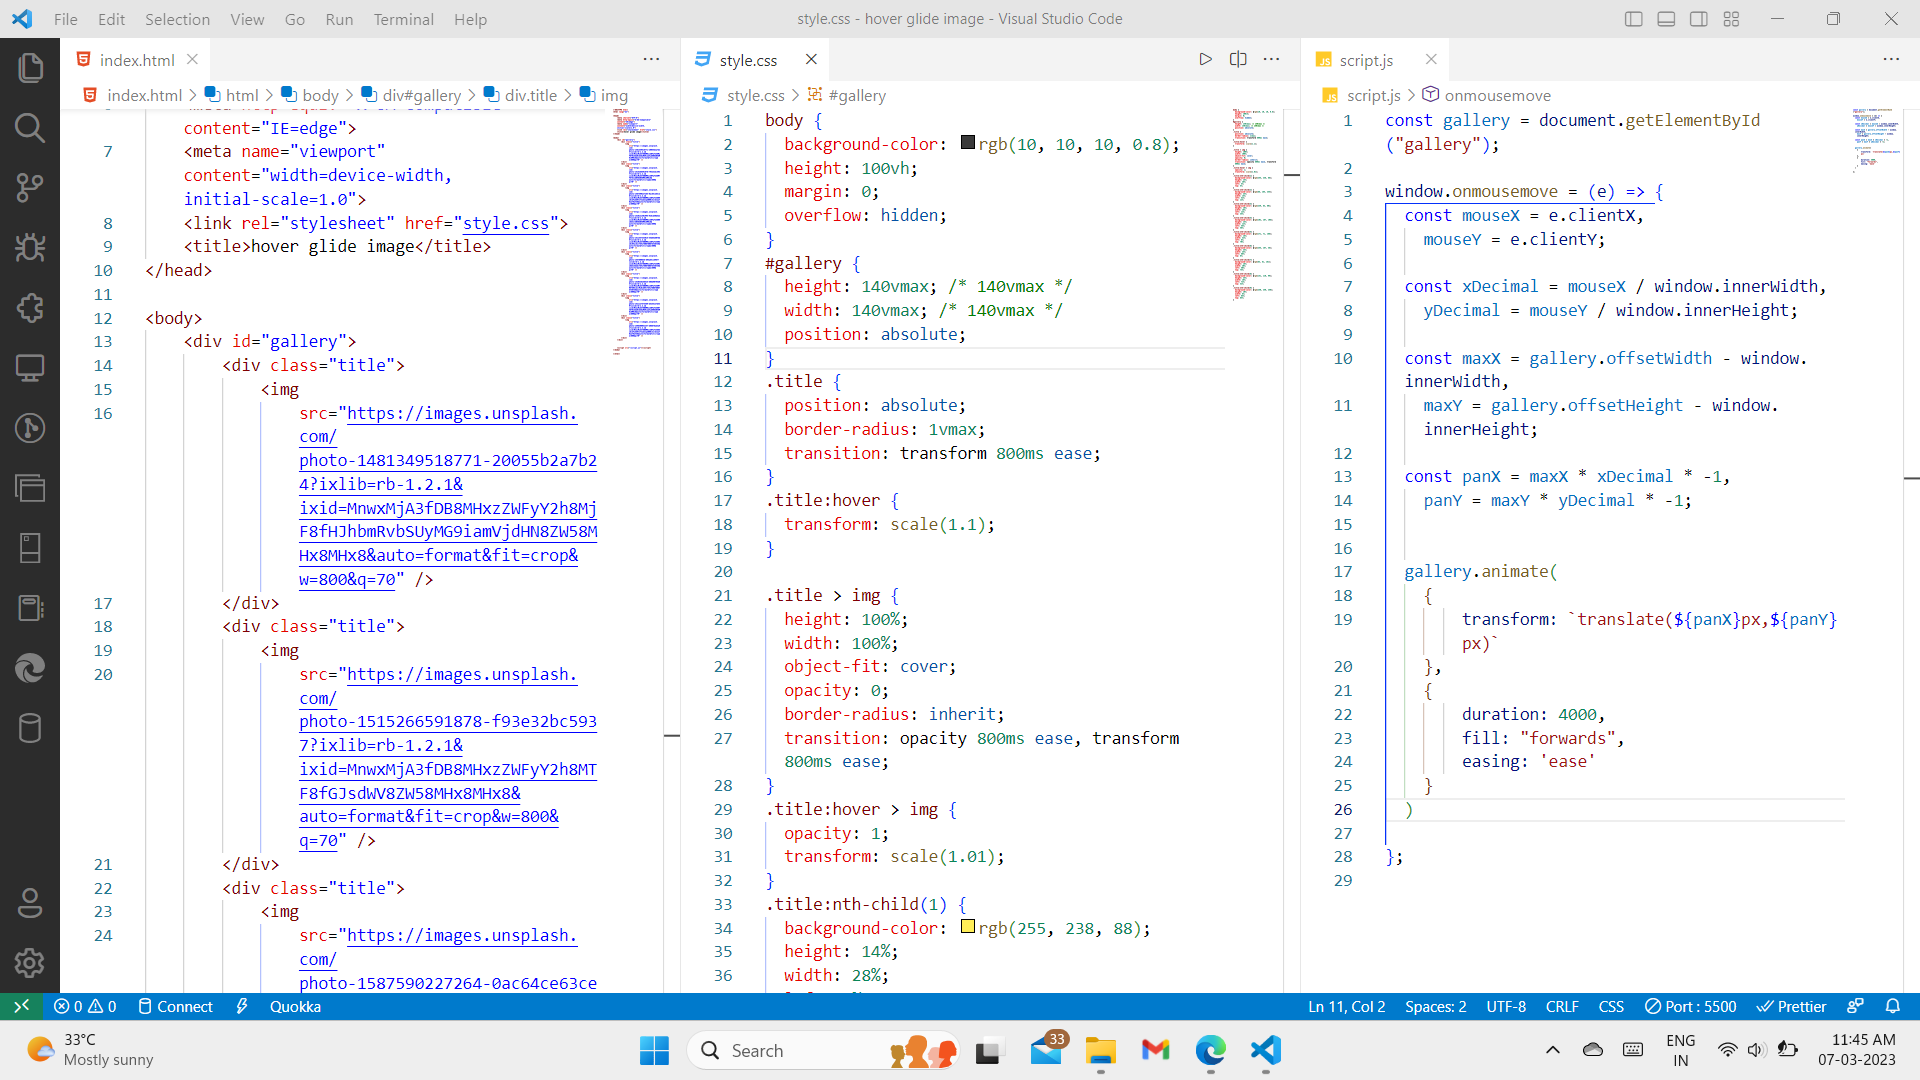 File Edit Selection View Go Run Terminal Help
style.css - hover glide image - Visual Studio Code
index.html
index.html > html > body > div#gallery > div.title > img
content="IE=edge">
7 <meta name="viewport"
content="width=device-width,
initial-scale=1.0">
8 <link rel="stylesheet" href="style.css">
9 <title>hover glide image</title>
10 </head>
11
12 <body>
13 <div id="gallery">
14 <div class="title">
15 <img
16 src="https://images.unsplash.
com/
photo-1481349518771-20055b2a7b2
4?ixlib=rb-1.2.1&
ixid=MnwxMjA3fDB8MHxzZWFyY2h8Mj
F8fHJhbmRvbSUyMG9iamVjdHN8ZW58M
Hx8MHx8&auto=format&fit=crop&
w=800&q=70" />
17 </div>
18 <div class="title">
19 <img
20 src="https://images.unsplash.
com/
photo-1515266591878-f93e32bc593
7?ixlib=rb-1.2.1&
ixid=MnwxMjA3fDB8MHxzZWFyY2h8MT
F8fGJsdWV8ZW58MHx8MHx8&
auto=format&fit=crop&w=800&
q=70" />
21 </div>
22 <div class="title">
23 <img
24 src="https://images.unsplash.
com/
photo-1587590227264-0ac64ce63ce
style.css
style.css > #gallery
1 body {
2 background-color: rgb(10, 10, 10, 0.8);
3 height: 100vh;
4 margin: 0;
5 overflow: hidden;
6 }
7 #gallery {
8 height: 140vmax; /* 140vmax */
9 width: 140vmax; /* 140vmax */
10 position: absolute;
11 }
12 .title {
13 position: absolute;
14 border-radius: 1vmax;
15 transition: transform 800ms ease;
16 }
17 .title:hover {
18 transform: scale(1.1);
19 }
20
21 .title > img {
22 height: 100%;
23 width: 100%;
24 object-fit: cover;
25 opacity: 0;
26 border-radius: inherit;
27 transition: opacity 800ms ease, transform
800ms ease;
28 }
29 .title:hover > img {
30 opacity: 1;
31 transform: scale(1.01);
32 }
33 .title:nth-child(1) {
34 background-color: rgb(255, 238, 88);
35 height: 14%;
36 width: 28%;
JS script.js
JS script.js > onmousemove
1 const gallery = document.getElementById
("gallery");
2
3 window.onmousemove = (e) => {
4 const mouseX = e.clientX,
5 mouseY = e.clientY;
6
7 const xDecimal = mouseX / window.innerWidth,
8 yDecimal = mouseY / window.innerHeight;
9
10 const maxX = gallery.offsetWidth - window.
innerWidth,
11 maxY = gallery.offsetHeight - window.
innerHeight;
12
13 const panX = maxX * xDecimal * -1,
14 panY = maxY * yDecimal * -1;
15
16
17 gallery.animate(
18 {
19 transform: `translate(${panX}px,${panY}
px)`
20 },
21 {
22 duration: 4000,
23 fill: "forwards",
24 easing: 'ease'
25 }
26 )
27
28 };
29
0 0 Connect Quokka
Ln 11, Col 2 Spaces: 2 UTF-8 CRLF CSS Port : 5500 Prettier
33°C
Mostly sunny
Search
33
ENG
IN
11:45 AM
07-03-2023